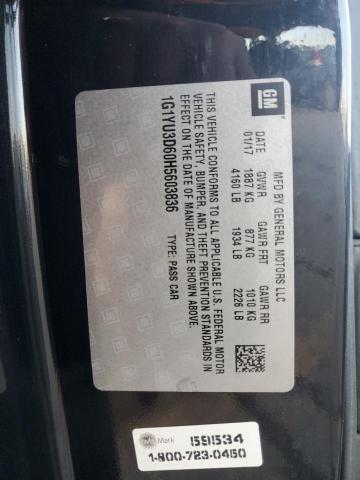 GM
MFD BY GENERAL MOTORS LLC
DATE GVWR GAWR FRT GAWR RR
01/17 1887 KG 877 KG 1010 KG
4160 LB 1934 LB 2226 LB
THIS VEHICLE CONFORMS TO ALL APPLICABLE U.S. FEDERAL MOTOR
VEHICLE SAFETY, BUMPER, AND THEFT PREVENTION STANDARDS IN
EFFECT ON THE DATE OF MANUFACTURE SHOWN ABOVE.
1G1YU3D60H5603836 TYPE: PASS CAR
Mark 59534
1-800-723-0450